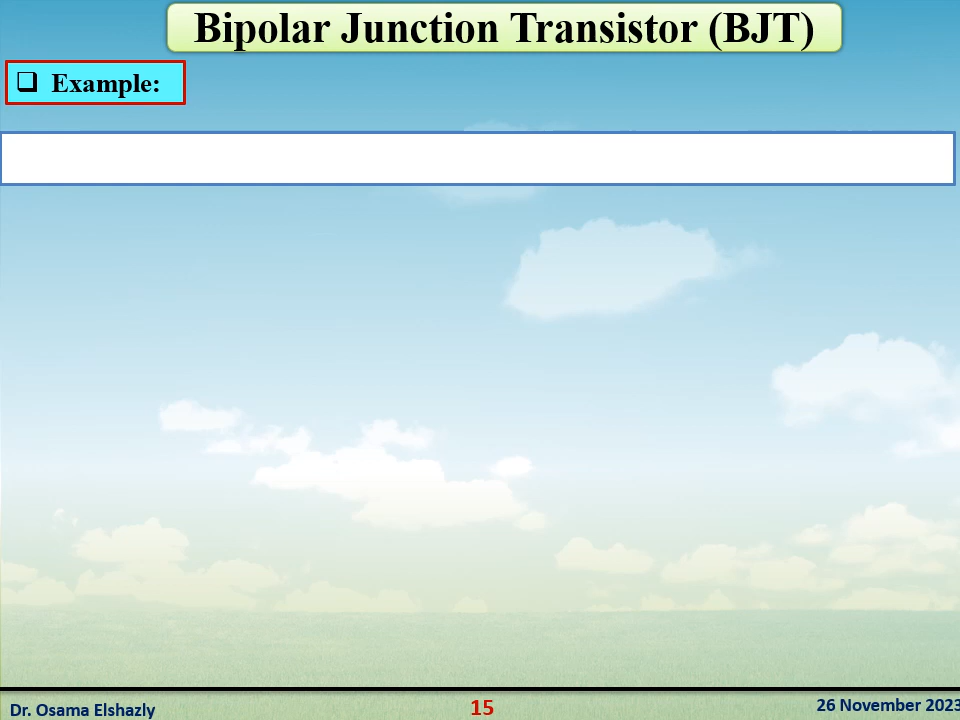 Bipolar Junction Transistor (BJT)
❑ Example:
Dr. Osama Elshazly
15
26 November 2023